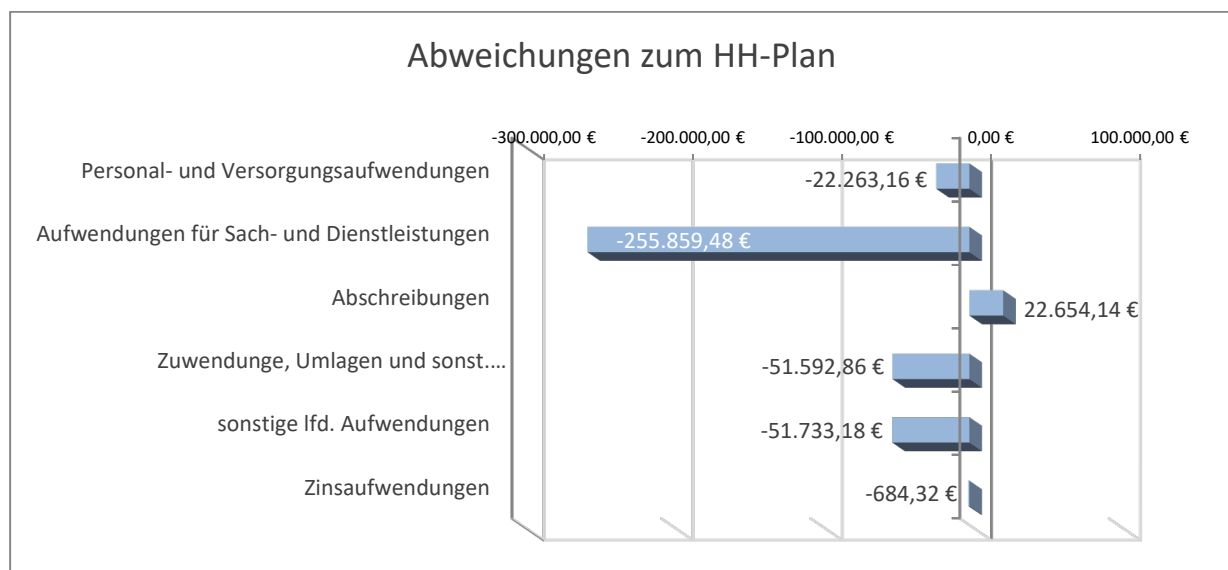 Abweichungen zum HH-Plan
-300.000,00 € -200.000,00 € -100.000,00 € 0,00 € 100.000,00 €
Personal- und Versorgungsaufwendungen -22.263,16 €
Aufwendungen für Sach- und Dienstleistungen -255.859,48 €
Abschreibungen 22.654,14 €
Zuwendunge, Umlagen und sonst.... -51.592,86 €
sonstige lfd. Aufwendungen -51.733,18 €
Zinsaufwendungen -684,32 €